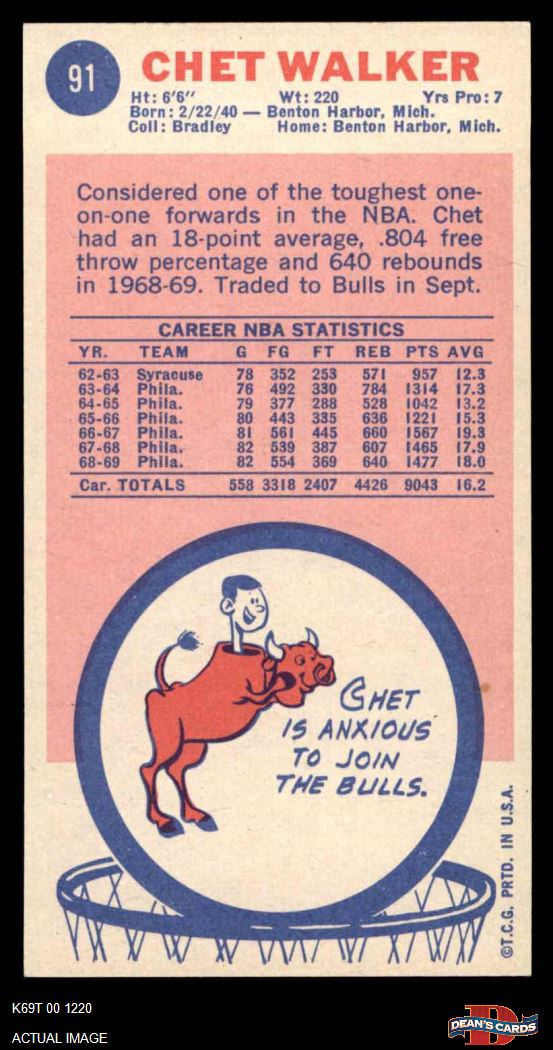 91
CHET WALKER
Ht: 6'6" Wt: 220 Yrs Pro: 7
Born: 2/22/40 — Benton Harbor, Mich.
Coll: Bradley Home: Benton Harbor, Mich.
Considered one of the toughest one-
on-one forwards in the NBA. Chet
had an 18-point average, .804 free
throw percentage and 640 rebounds
in 1968-69. Traded to Bulls in Sept.
CAREER NBA STATISTICS
YR. TEAM G FG FT REB PTS AVG
62-63 Syracuse 78 352 253 571 957 12.3
63-64 Phila. 76 492 330 784 1314 17.3
64-65 Phila. 79 377 288 528 1042 13.2
65-66 Phila. 80 443 335 636 1221 15.3
66-67 Phila. 81 561 445 660 1567 19.3
67-68 Phila. 82 539 387 607 1465 17.9
68-69 Phila. 82 554 369 640 1477 18.0
Car. TOTALS 558 3318 2407 4426 9043 16.2
CHET
IS ANXIOUS
TO JOIN
THE BULLS.
©T.C.G. PRTD. IN U.S.A.
K69T 00 1220
ACTUAL IMAGE
D
DEAN'S CARDS